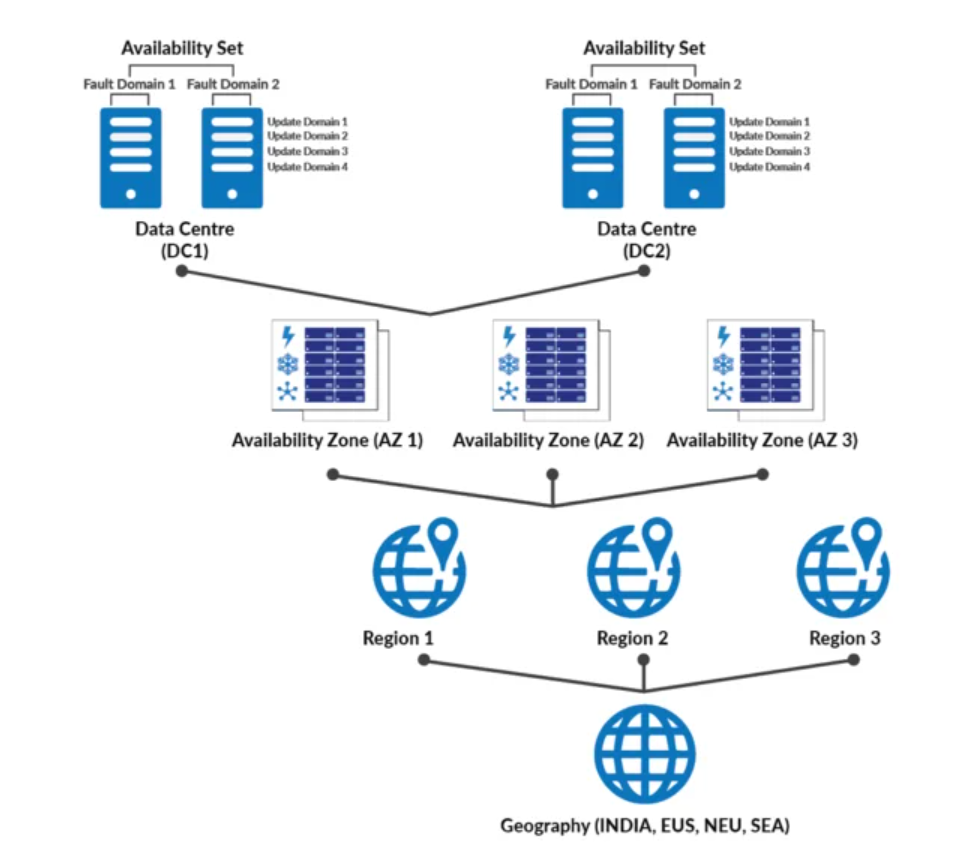 Availability Set
Availability Set
Fault Domain 1
Fault Domain 2
Fault Domain 1
Fault Domain 2
Update Domain 1
Update Domain 2
Update Domain 3
Update Domain 4
Update Domain 1
Update Domain 2
Update Domain 3
Update Domain 4
Data Centre
(DC1)
Data Centre
(DC2)
Availability Zone (AZ 1)
Availability Zone (AZ 2)
Availability Zone (AZ 3)
Region 1
Region 2
Region 3
Geography (INDIA, EUS, NEU, SEA)